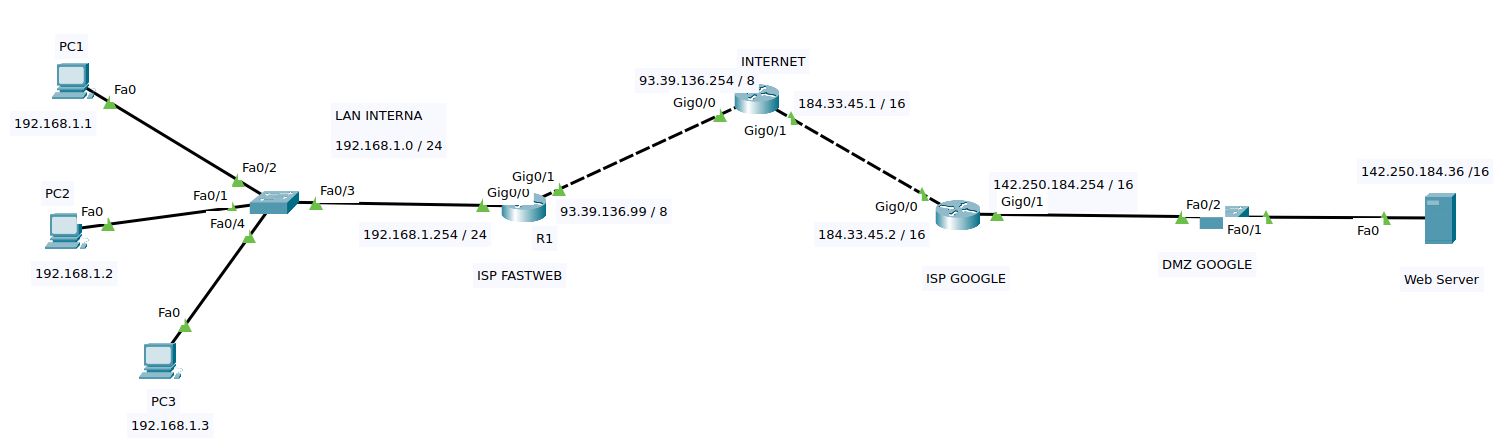 PC1
Fa0
192.168.1.1
PC2
Fa0
192.168.1.2
Fa0
PC3
192.168.1.3
Fa0/2
Fa0/1
Fa0/4
Fa0/3
LAN INTERNA
192.168.1.0 / 24
192.168.1.254 / 24
Gig0/0
Gig0/1
93.39.136.99 / 8
R1
ISP FASTWEB
INTERNET
93.39.136.254 / 8
Gig0/0
184.33.45.1 / 16
Gig0/1
Gig0/0
184.33.45.2 / 16
142.250.184.254 / 16
Gig0/1
ISP GOOGLE
Fa0/2
Fa0/1
DMZ GOOGLE
142.250.184.36 /16
Fa0
Web Server